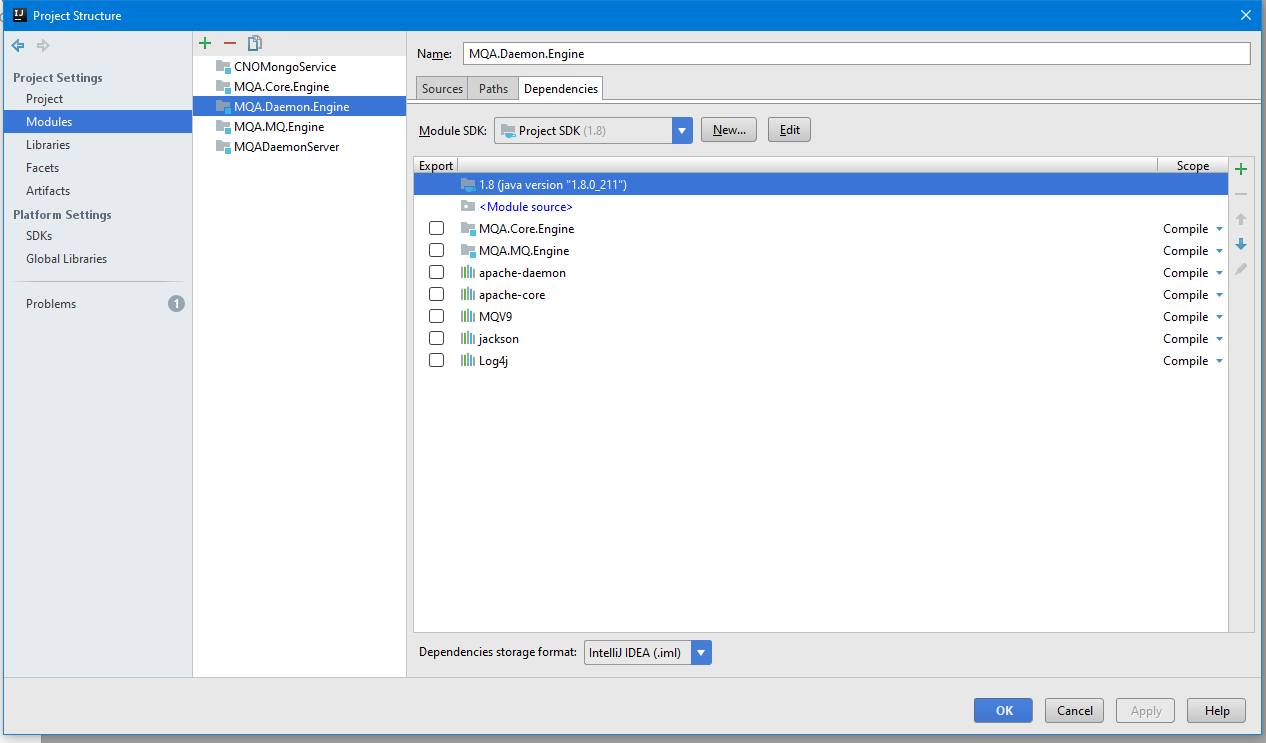 Project Structure
Project Settings
Project
Modules
Libraries
Facets
Artifacts
Platform Settings
SDKs
Global Libraries
Problems 1
CNOMongoService
MQA.Core.Engine
MQA.Daemon.Engine
MQA.MQ.Engine
MQADaemonServer
Name: MQA.Daemon.Engine
Sources Paths Dependencies
Module SDK: Project SDK (1.8) New... Edit
Export Scope
1.8 (java version "1.8.0_211")
<Module source>
MQA.Core.Engine Compile
MQA.MQ.Engine Compile
apache-daemon Compile
apache-core Compile
MQV9 Compile
jackson Compile
Log4j Compile
Dependencies storage format: IntelliJ IDEA (.iml)
OK Cancel Apply Help